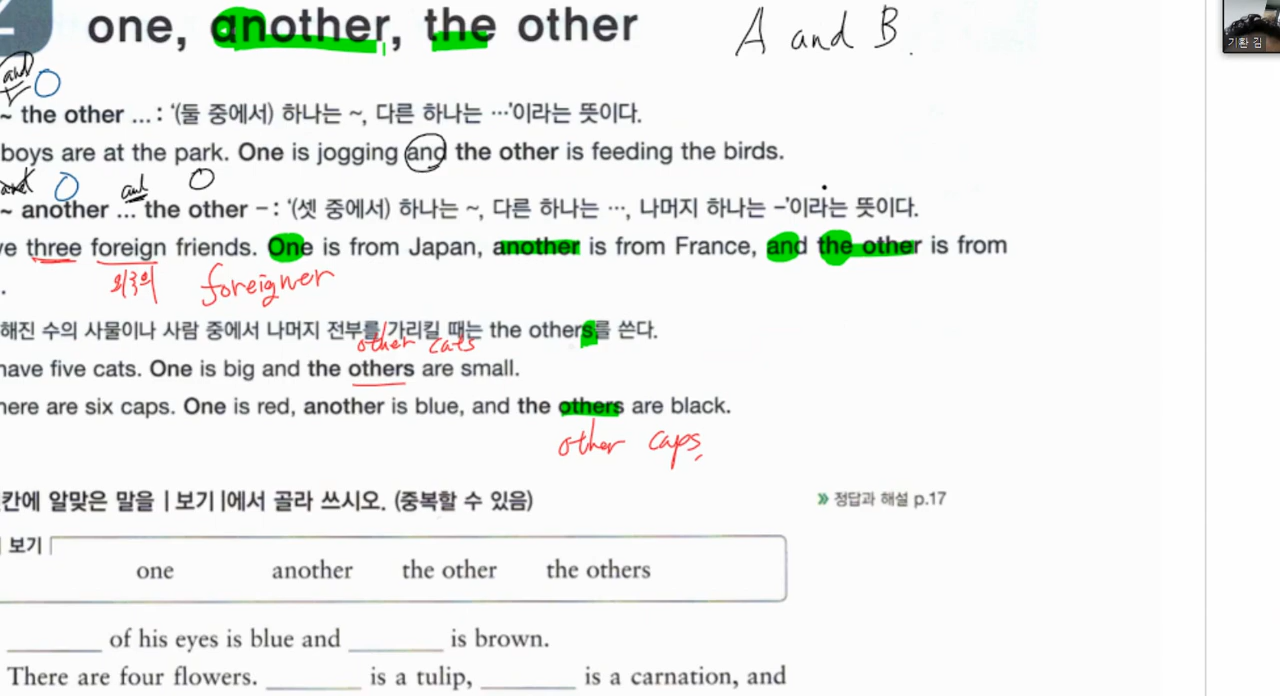 one, another, the other
A and B.
기환 김
and
~ the other ... : '(둘 중에서) 하나는 ~, 다른 하나는 …'이라는 뜻이다.
boys are at the park. One is jogging and the other is feeding the birds.
and
~ another ... the other – : '(셋 중에서) 하나는 ~, 다른 하나는 …, 나머지 하나는 –'이라는 뜻이다.
three foreign friends. One is from Japan, another is from France, and the other is from
외국의 foreigner
해진 수의 사물이나 사람 중에서 나머지 전부를 가리킬 때는 the others를 쓴다.
other cats
have five cats. One is big and the others are small.
here are six caps. One is red, another is blue, and the others are black.
other caps.
칸에 알맞은 말을 | 보기 |에서 골라 쓰시오. (중복할 수 있음)
» 정답과 해설 p.17
보기
one another the other the others
______ of his eyes is blue and ______ is brown.
There are four flowers. ______ is a tulip, ______ is a carnation, and